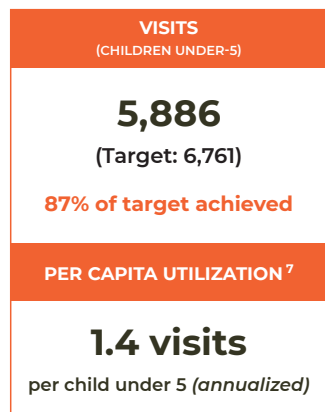 VISITS
(CHILDREN UNDER-5)
5,886
(Target: 6,761)
87% of target achieved
PER CAPITA UTILIZATION 7
1.4 visits
per child under 5 (annualized)